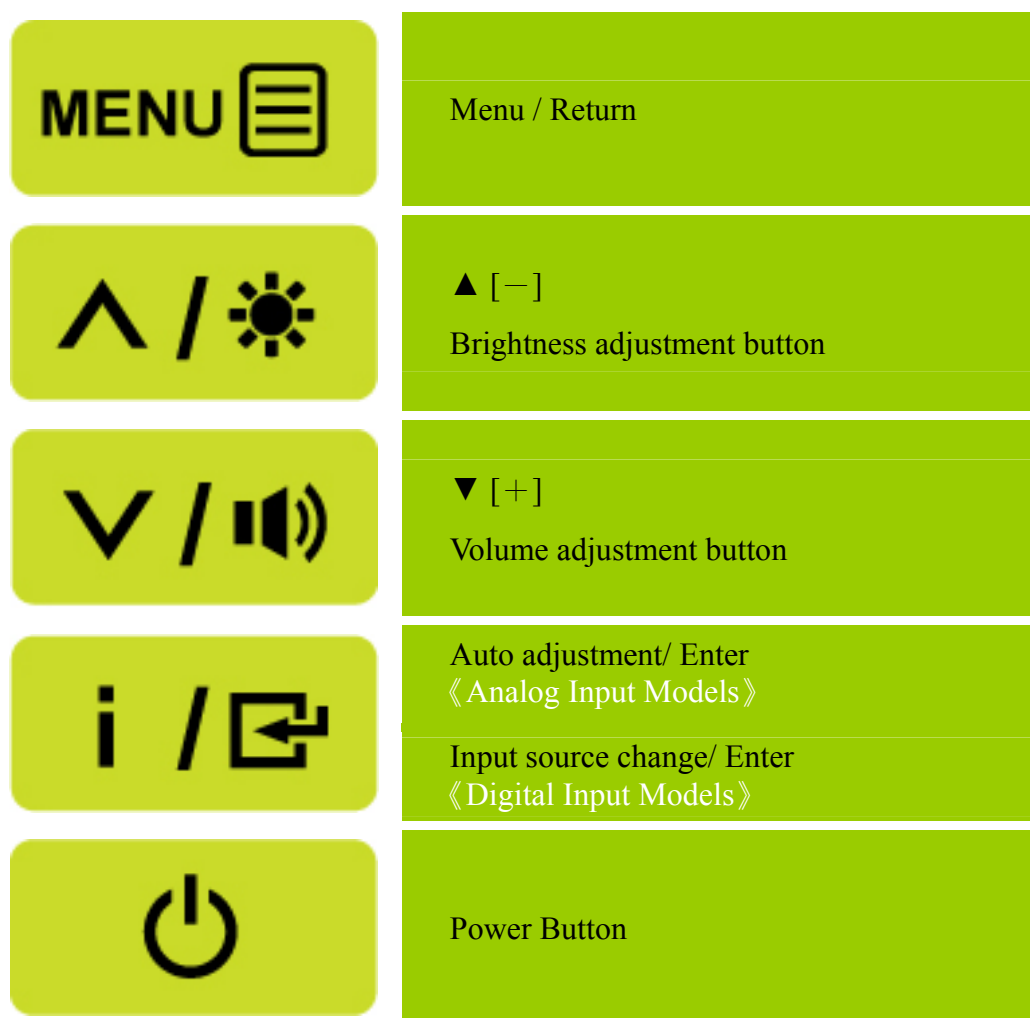 MENU
Menu / Return
▲ [－]
Brightness adjustment button
/
▼ [＋]
Volume adjustment button
/
Auto adjustment/ Enter
《Analog Input Models》
i /
Input source change/ Enter
《Digital Input Models》
Power Button